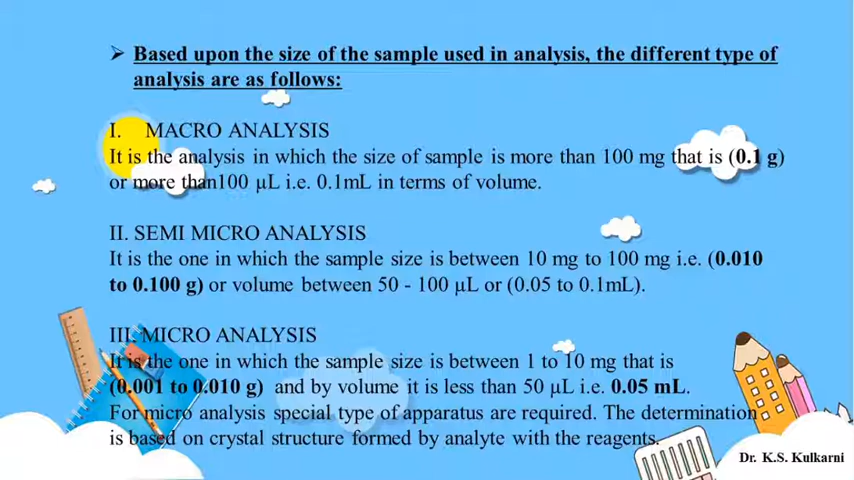 ➢ Based upon the size of the sample used in analysis, the different type of
analysis are as follows:
I. MACRO ANALYSIS
It is the analysis in which the size of sample is more than 100 mg that is (0.1 g)
or more than100 µL i.e. 0.1mL in terms of volume.
II. SEMI MICRO ANALYSIS
It is the one in which the sample size is between 10 mg to 100 mg i.e. (0.010
to 0.100 g) or volume between 50 - 100 µL or (0.05 to 0.1mL).
III. MICRO ANALYSIS
It is the one in which the sample size is between 1 to 10 mg that is
(0.001 to 0.010 g) and by volume it is less than 50 µL i.e. 0.05 mL.
For micro analysis special type of apparatus are required. The determination
is based on crystal structure formed by analyte with the reagents.
Dr. K.S. Kulkarni